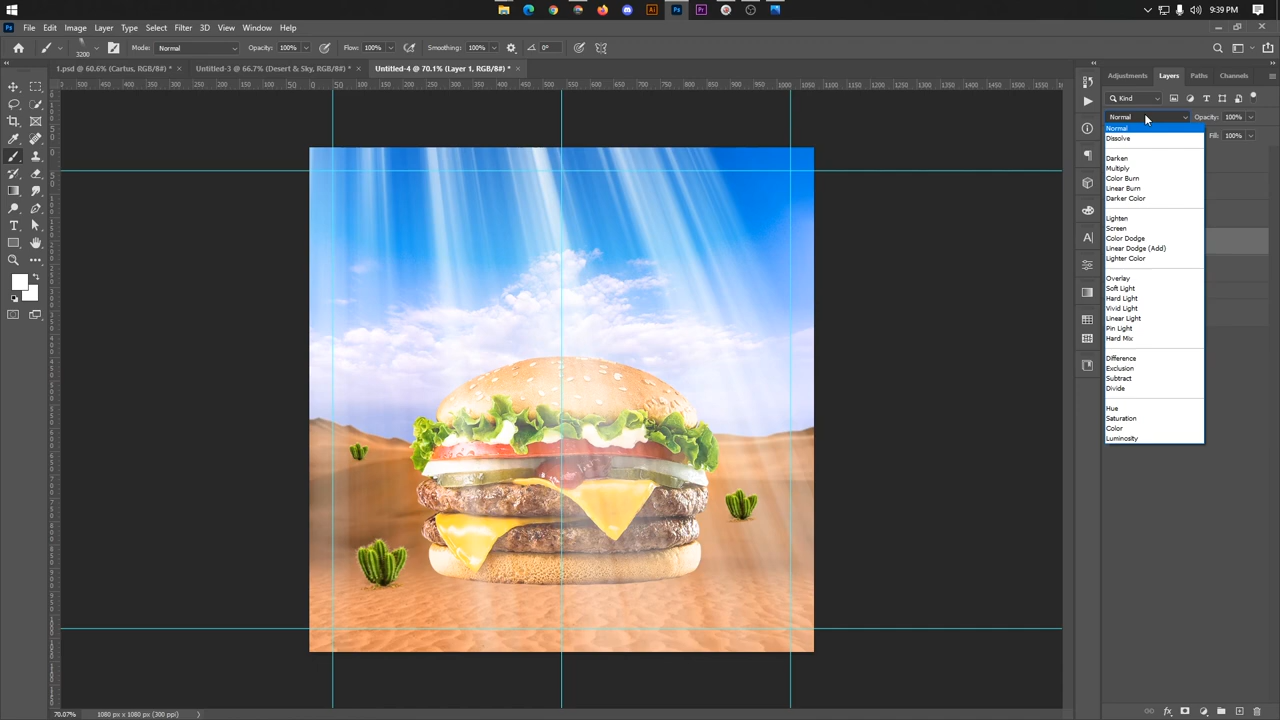 9:39 PM
File Edit Image Layer Type Select Filter 3D View Window Help
3200 Mode: Normal Opacity: 100% Flow: 100% Smoothing: 100% 0°
1.psd @ 60.6% (Cartus, RGB/8#) * × Untitled-3 @ 66.7% (Desert & Sky, RGB/8#) * × Untitled-4 @ 70.1% (Layer 1, RGB/8#) * ×
Adjustments Layers Paths Channels
Kind
Normal Opacity: 100%
Fill: 100%
Normal
Dissolve
Darken
Multiply
Color Burn
Linear Burn
Darker Color
Lighten
Screen
Color Dodge
Linear Dodge (Add)
Lighter Color
Overlay
Soft Light
Hard Light
Vivid Light
Linear Light
Pin Light
Hard Mix
Difference
Exclusion
Subtract
Divide
Hue
Saturation
Color
Luminosity
70.07% 1080 px x 1080 px (300 ppi)